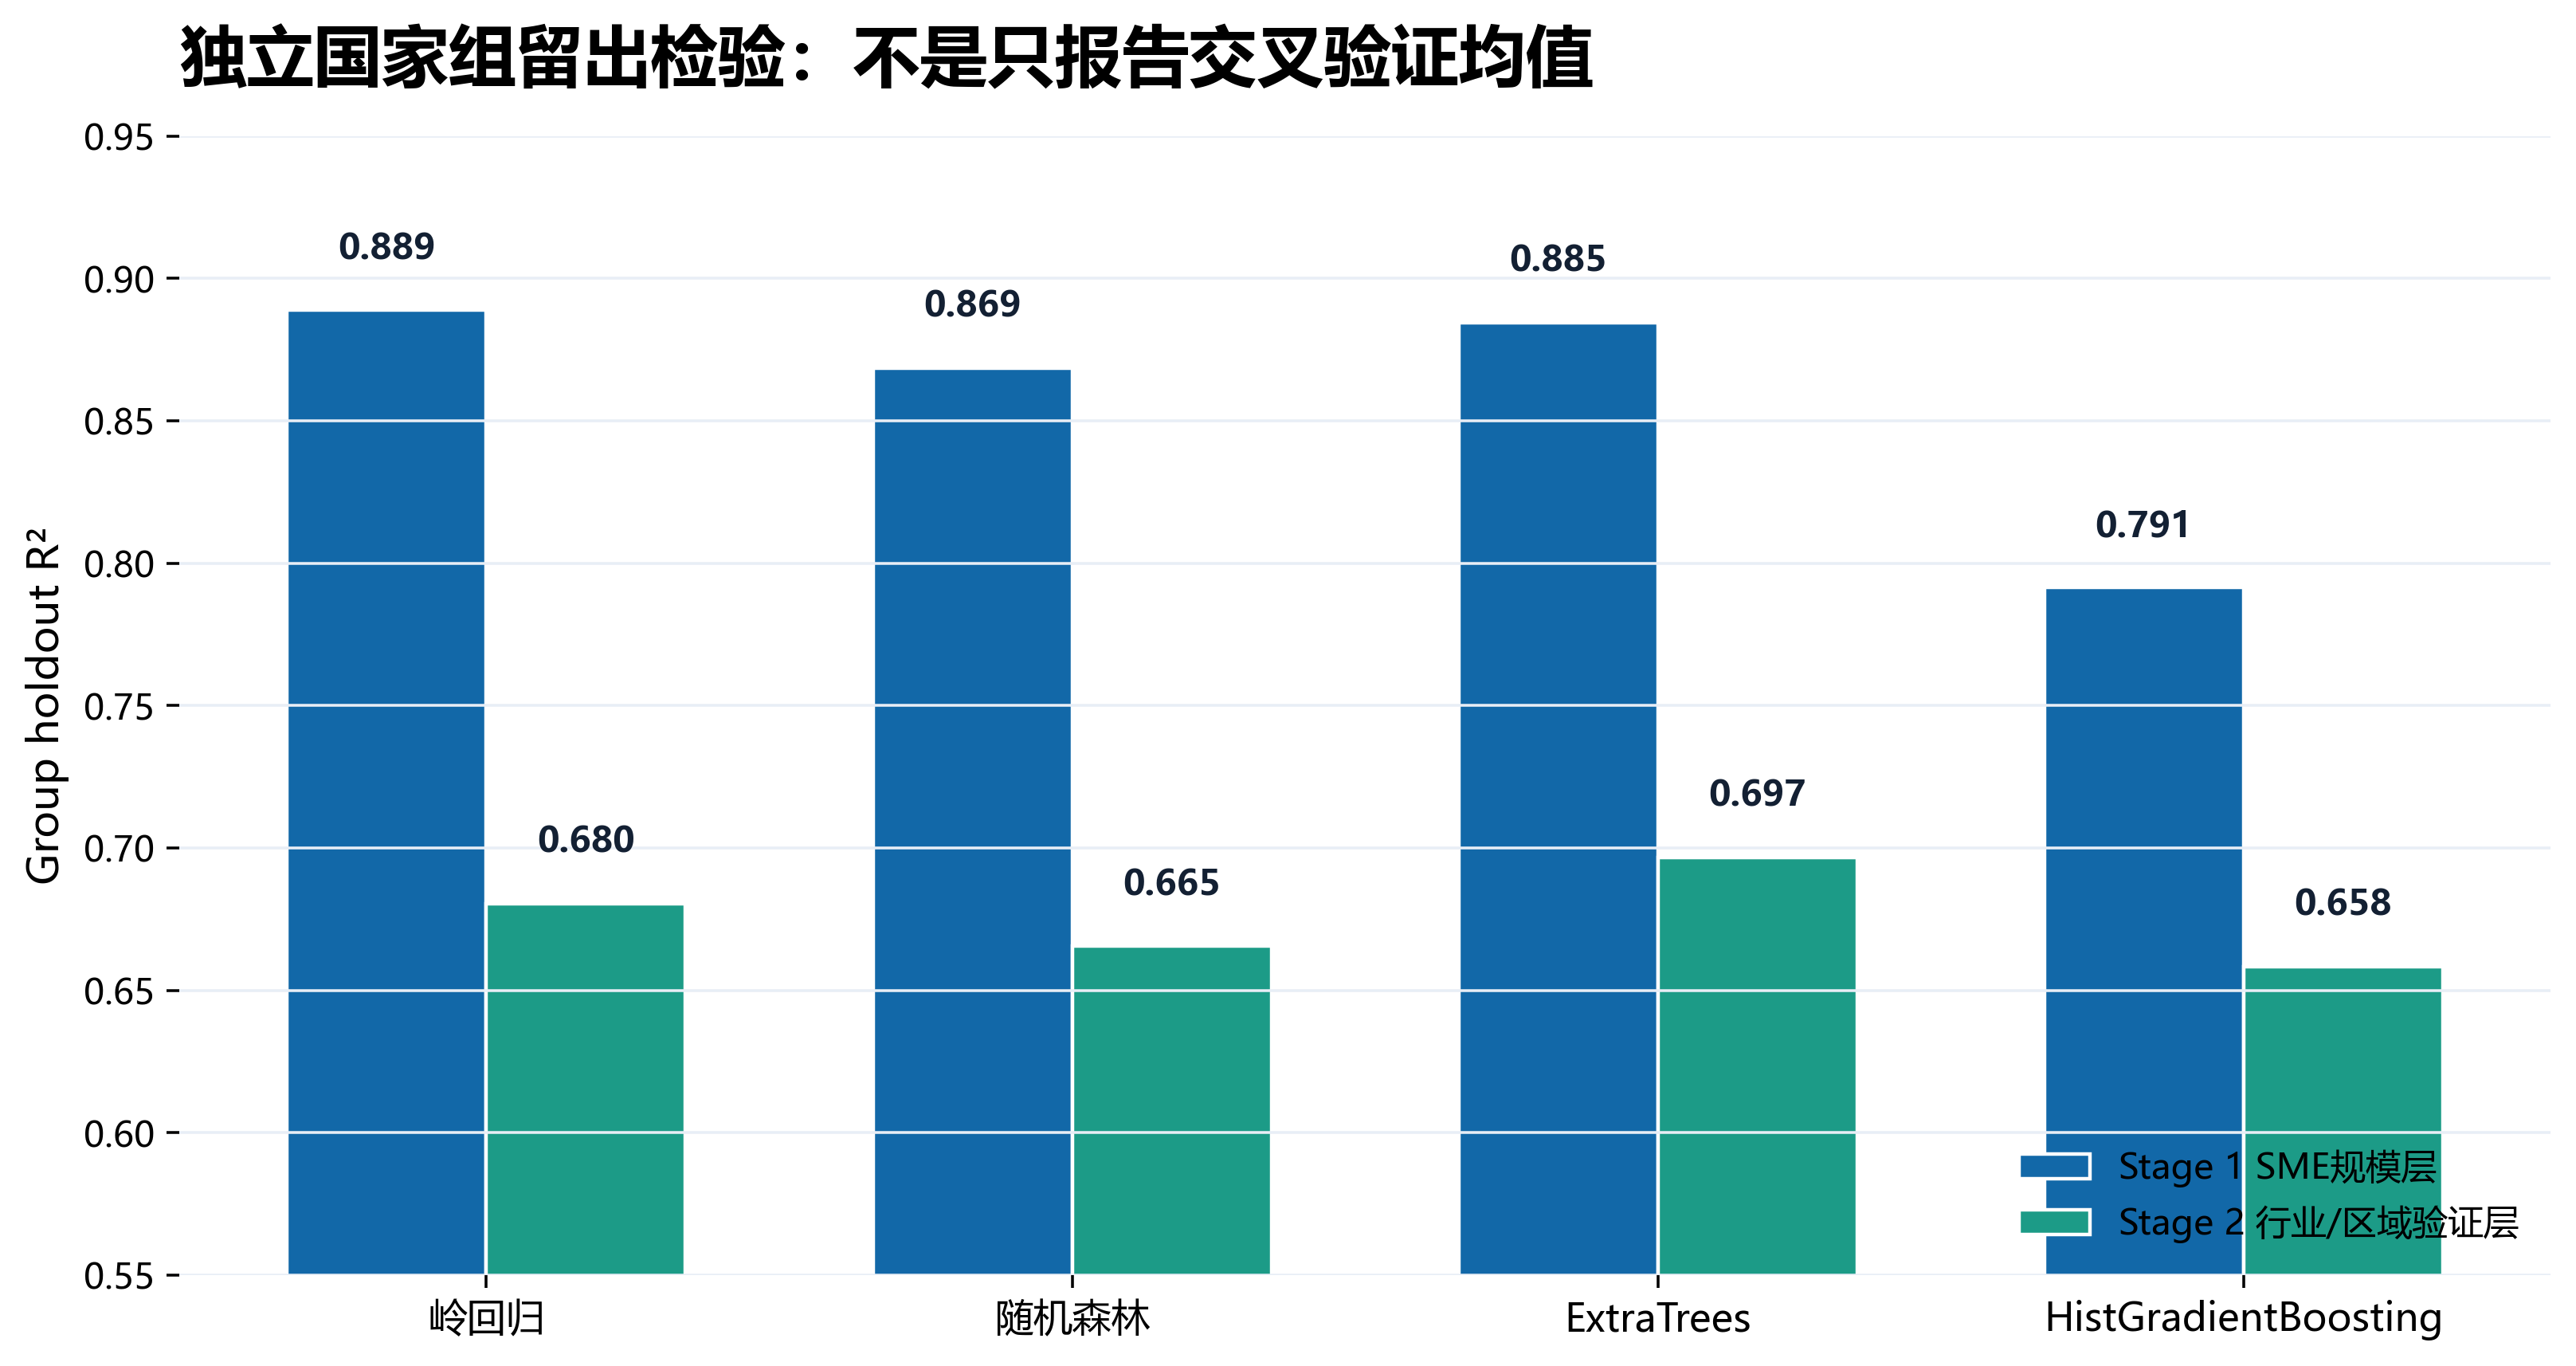 独立国家组留出检验：不是只报告交叉验证均值
Group holdout R²
0.95
0.90
0.85
0.80
0.75
0.70
0.65
0.60
0.55
0.889
0.680
0.869
0.665
0.885
0.697
0.791
0.658
Stage 1 SME规模层
Stage 2 行业/区域验证层
岭回归
随机森林
ExtraTrees
HistGradientBoosting